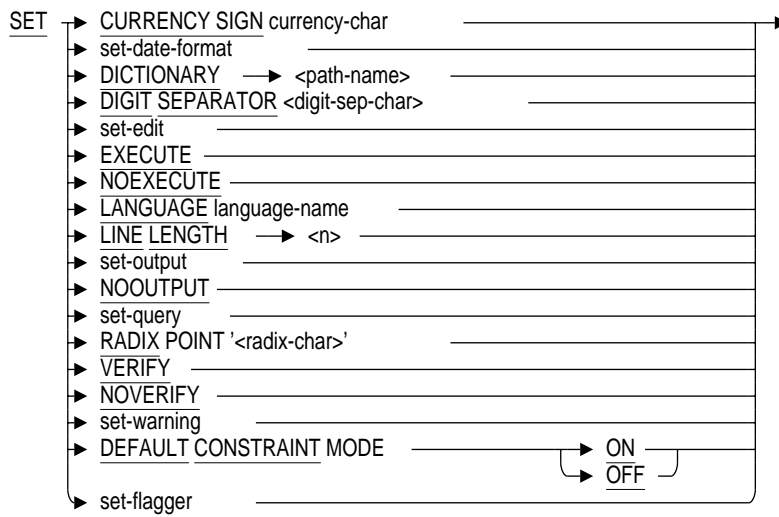 SET CURRENCY SIGN currency-char
set-date-format
DICTIONARY <path-name>
DIGIT SEPARATOR <digit-sep-char>
set-edit
EXECUTE
NOEXECUTE
LANGUAGE language-name
LINE LENGTH <n>
set-output
NOOUTPUT
set-query
RADIX POINT '<radix-char>’
VERIFY
NOVERIFY
set-warning
DEFAULT CONSTRAINT MODE ON
OFF
set-flagger